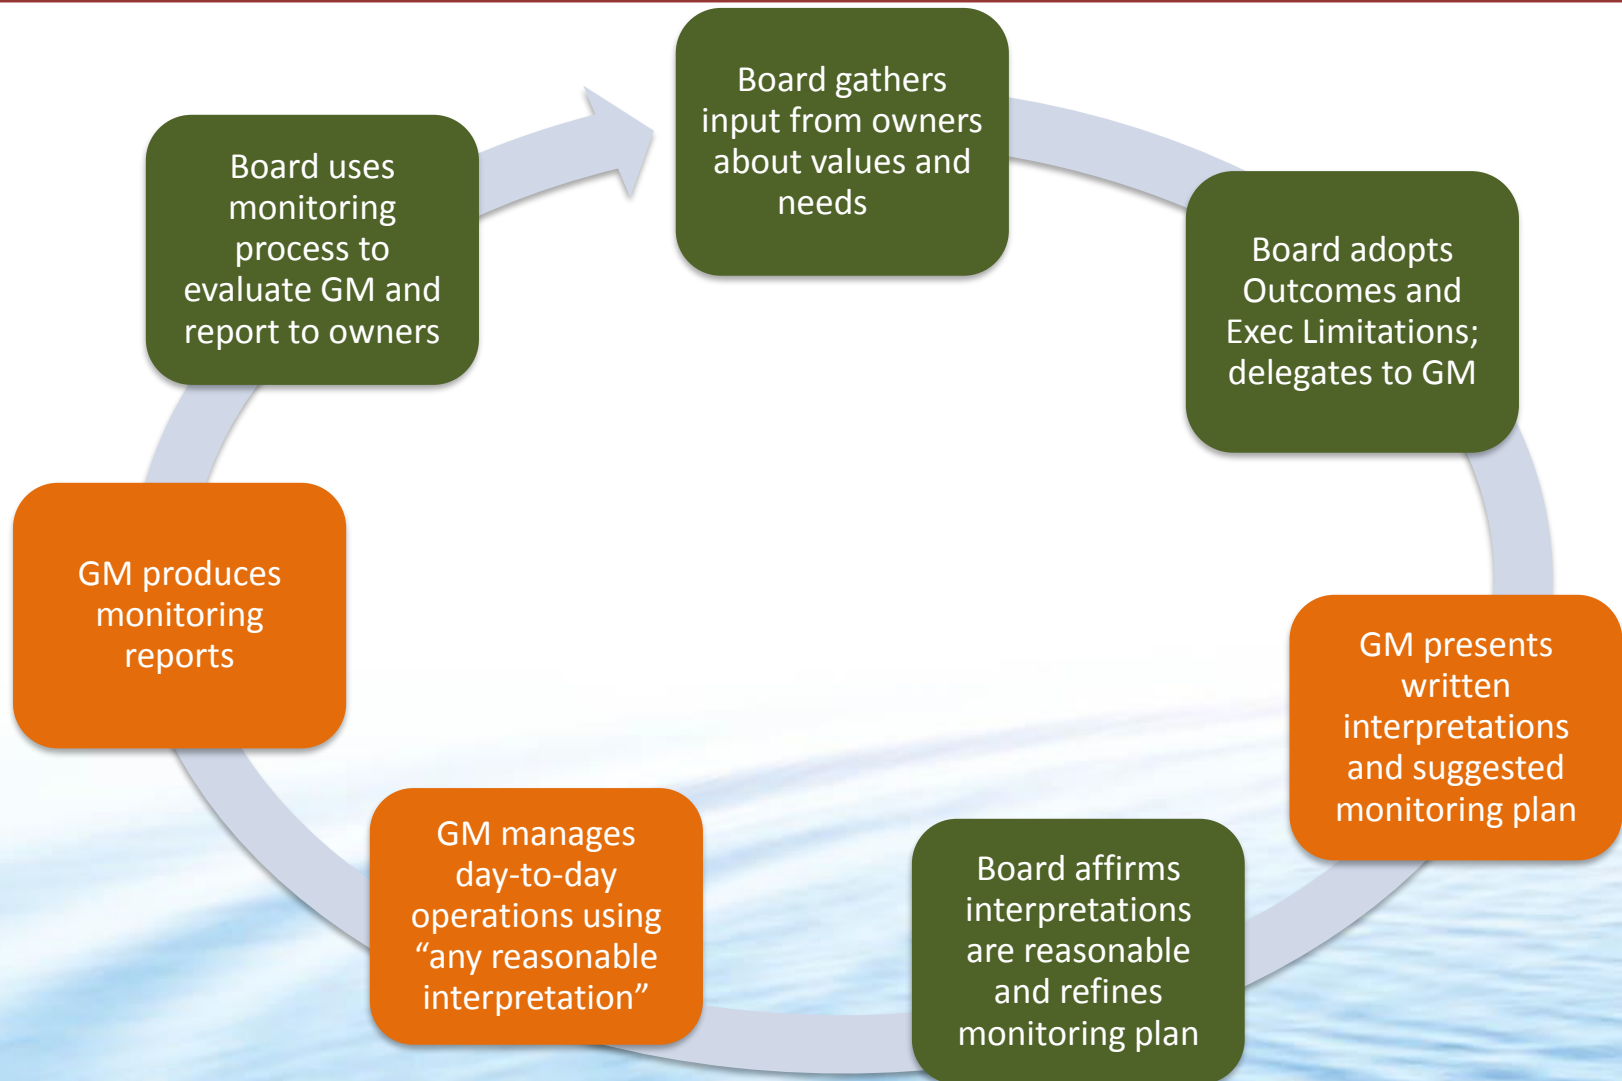 Board gathers
input from owners
about values and
needs
Board adopts
Outcomes and
Exec Limitations;
delegates to GM
GM presents
written
interpretations
and suggested
monitoring plan
Board affirms
interpretations
are reasonable
and refines
monitoring plan
GM manages
day-to-day
operations using
“any reasonable
interpretation”
GM produces
monitoring
reports
Board uses
monitoring
process to
evaluate GM and
report to owners